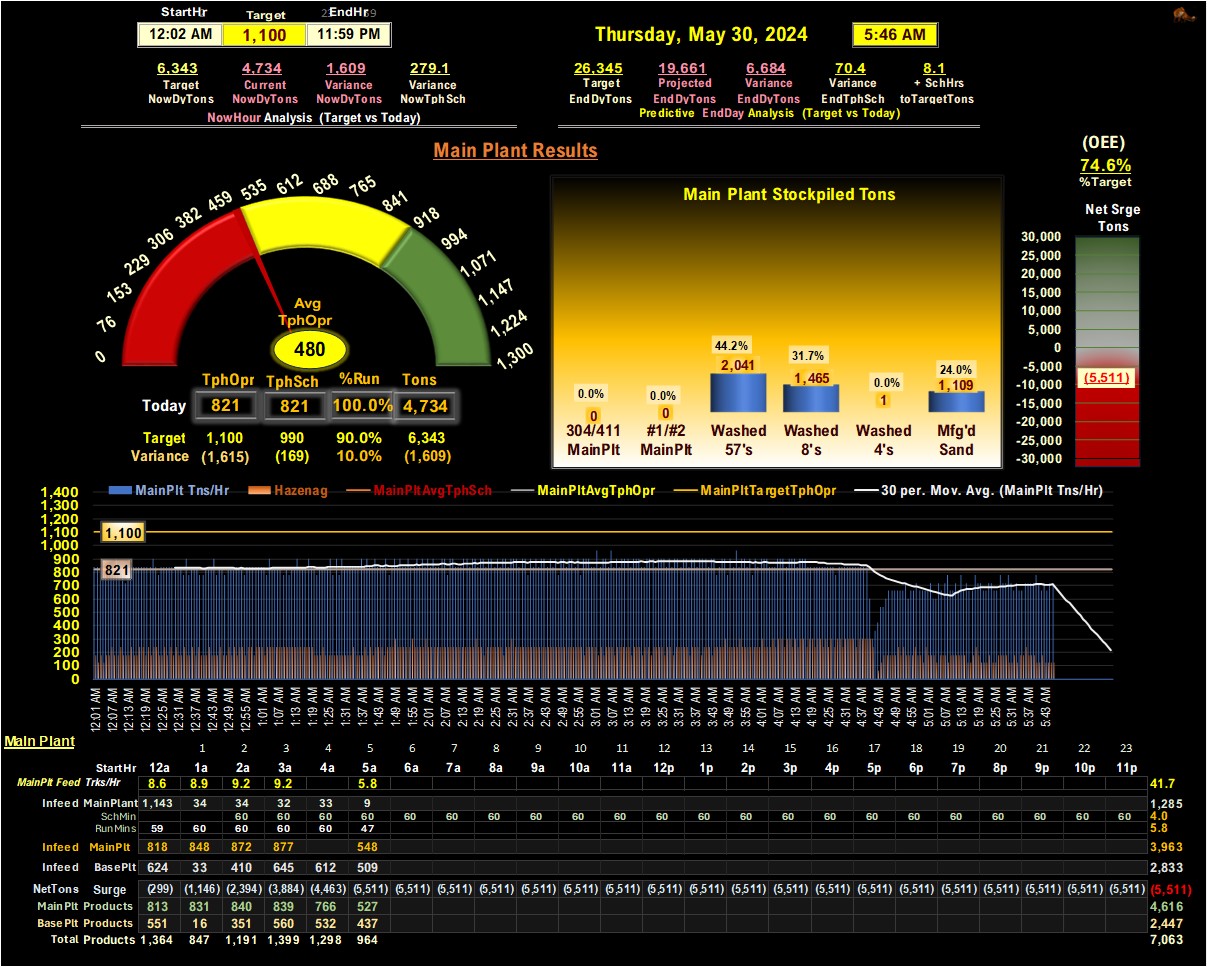 StartHr Target EndHr
12:02 AM 1,100 11:59 PM
Thursday, May 30, 2024 5:46 AM
6,343 4,734 1,609 279.1
Target Current Variance Variance
NowDyTons NowDyTons NowDyTons NowTphSch
NowHour Analysis (Target vs Today)
26,345 19,661 6,684 70.4 8.1
Target Projected Variance Variance + SchHrs
EndDyTons EndDyTons EndDyTons EndTphSch toTargetTons
Predictive EndDay Analysis (Target vs Today)
Main Plant Results
(OEE)
74.6%
%Target
Net Srge
Tons
30,000
25,000
20,000
15,000
10,000
5,000
0
-5,000
-10,000
-15,000
-20,000
-25,000
-30,000
(5,511)
0 76 153 229 306 382 459 535 612 688 765 841 918 994 1,071 1,147 1,224 1,300
Avg
TphOpr
480
TphOpr TphSch %Run Tons
Today 821 821 100.0% 4,734
Target 1,100 990 90.0% 6,343
Variance (1,615) (169) 10.0% (1,609)
Main Plant Stockpiled Tons
0.0% 0.0% 44.2% 31.7% 0.0% 24.0%
0 0 2,041 1,465 1 1,109
304/411 #1/#2 Washed Washed Washed Mfg'd
MainPlt MainPlt 57's 8's 4's Sand
MainPlt Tns/Hr Hazenag MainPltAvgTphSch MainPltAvgTphOpr MainPltTargetTphOpr 30 per. Mov. Avg. (MainPlt Tns/Hr)
1,400
1,300
1,200
1,100
1,000
900
800
700
600
500
400
300
200
100
0
1,100
821
12:01 AM 12:07 AM 12:13 AM 12:19 AM 12:25 AM 12:31 AM 12:37 AM 12:43 AM 12:49 AM 12:55 AM 1:01 AM 1:07 AM 1:13 AM 1:19 AM 1:25 AM 1:31 AM 1:37 AM 1:43 AM 1:49 AM 1:55 AM 2:01 AM 2:07 AM 2:13 AM 2:19 AM 2:25 AM 2:31 AM 2:37 AM 2:43 AM 2:49 AM 2:55 AM 3:01 AM 3:07 AM 3:13 AM 3:19 AM 3:25 AM 3:31 AM 3:37 AM 3:43 AM 3:49 AM 3:55 AM 4:01 AM 4:07 AM 4:13 AM 4:19 AM 4:25 AM 4:31 AM 4:37 AM 4:43 AM 4:49 AM 4:55 AM 5:01 AM 5:07 AM 5:13 AM 5:19 AM 5:25 AM 5:31 AM 5:37 AM 5:43 AM
Main Plant
1 2 3 4 5 6 7 8 9 10 11 12 13 14 15 16 17 18 19 20 21 22 23
StartHr 12a 1a 2a 3a 4a 5a 6a 7a 8a 9a 10a 11a 12p 1p 2p 3p 4p 5p 6p 7p 8p 9p 10p 11p
MainPlt Feed Trks/Hr 8.6 8.9 9.2 9.2 5.8 41.7
Infeed MainPlant 1,143 34 34 32 33 9 1,285
SchMin 60 60 60 60 60 60 60 60 60 60 60 60 60 60 60 60 60 60 60 60 60 60 4.0
RunMins 59 60 60 60 60 47 5.8
Infeed MainPlt 818 848 872 877 548 3,963
Infeed BasePlt 624 33 410 645 612 509 2,833
NetTons Surge (299) (1,146) (2,394) (3,884) (4,463) (5,511) (5,511) (5,511) (5,511) (5,511) (5,511) (5,511) (5,511) (5,511) (5,511) (5,511) (5,511) (5,511) (5,511) (5,511) (5,511) (5,511) (5,511) (5,511) (5,511)
MainPlt Products 813 831 840 839 766 527 4,616
BasePlt Products 551 16 351 560 532 437 2,447
Total Products 1,364 847 1,191 1,399 1,298 964 7,063